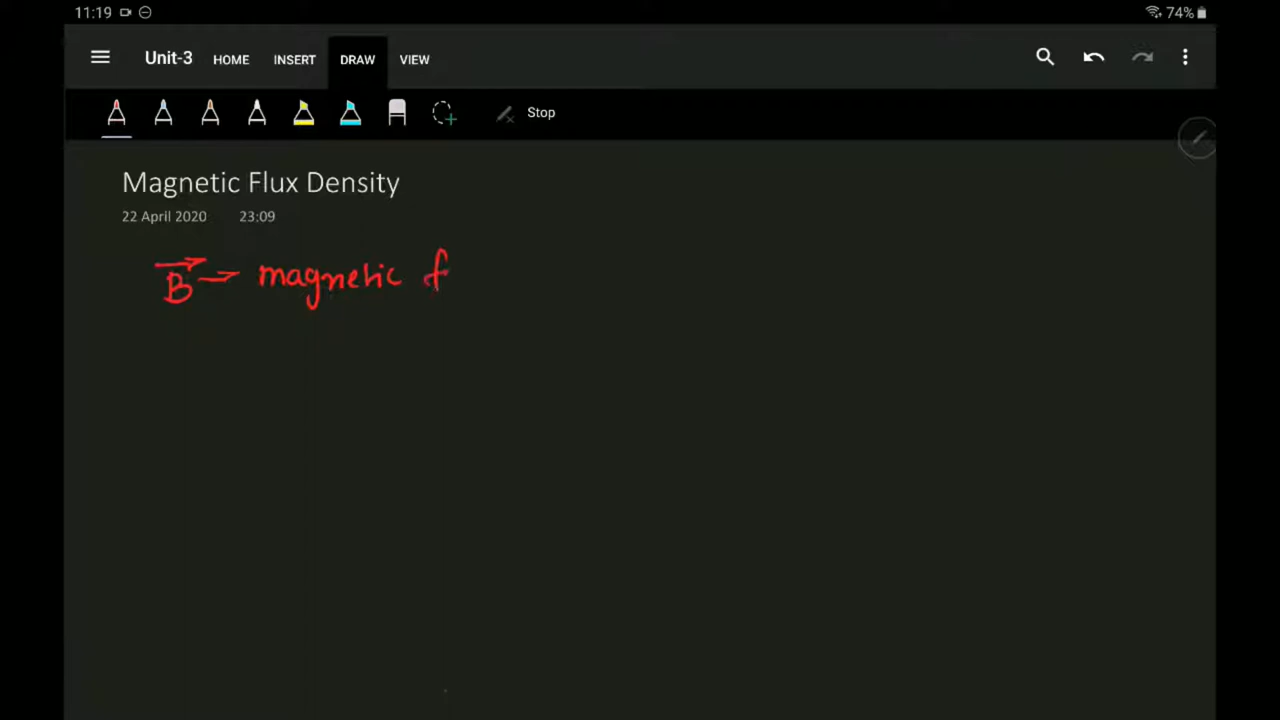 11:19 74%
Unit-3 HOME INSERT DRAW VIEW
Stop
Magnetic Flux Density
22 April 2020 23:09
B → magnetic f